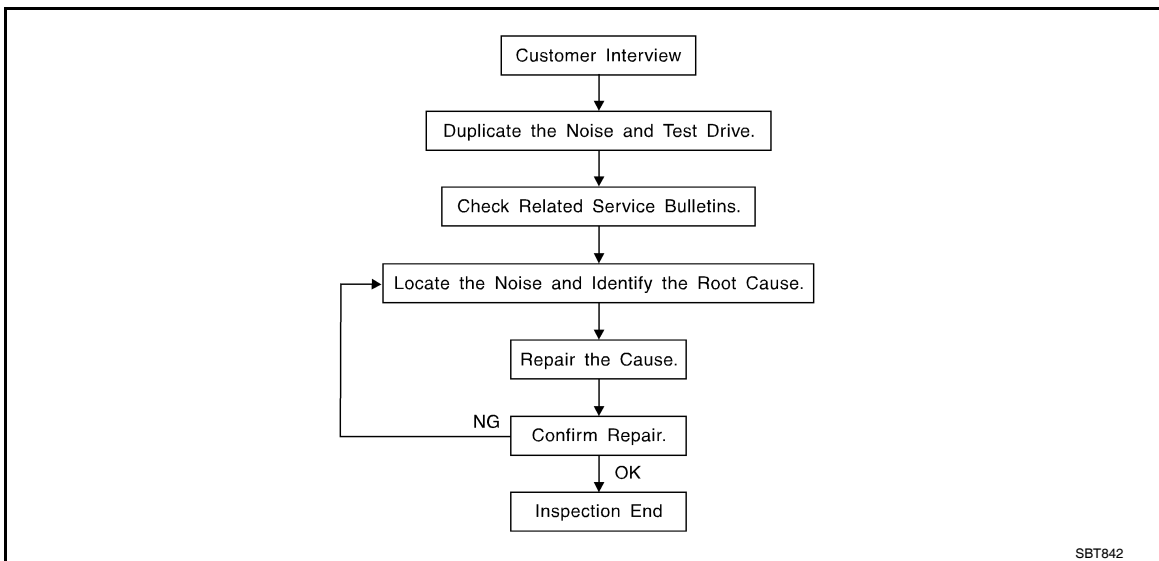 Customer Interview
Duplicate the Noise and Test Drive.
Check Related Service Bulletins.
Locate the Noise and Identify the Root Cause.
Repair the Cause.
NG
Confirm Repair.
OK
Inspection End
SBT842